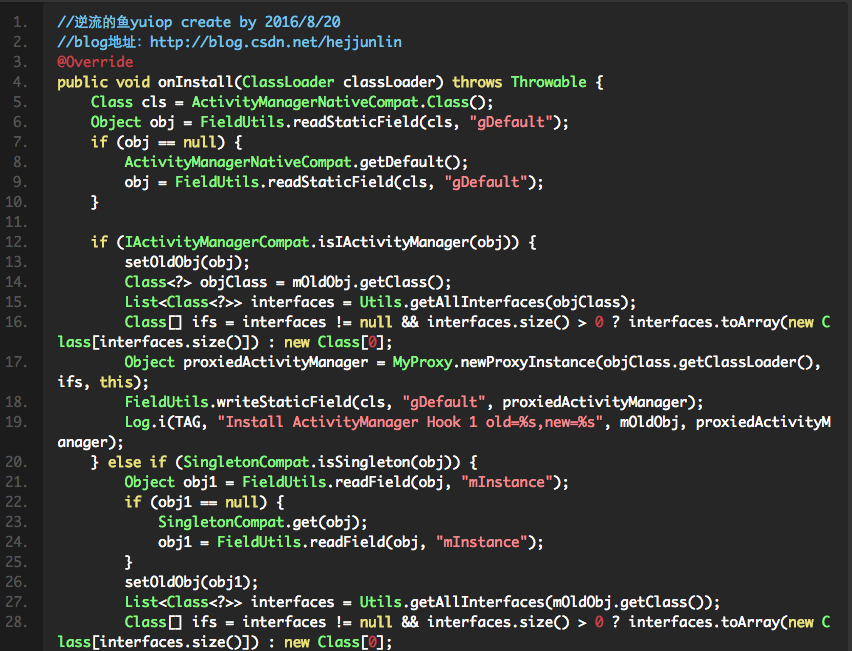 1. //逆流的鱼yuiop create by 2016/8/20
2. //blog地址: http://blog.csdn.net/hejjunlin
3. @Override
4. public void onInstall(ClassLoader classLoader) throws Throwable {
5. Class cls = ActivityManagerNativeCompat.Class();
6. Object obj = FieldUtils.readStaticField(cls, "gDefault");
7. if (obj == null) {
8. ActivityManagerNativeCompat.getDefault();
9. obj = FieldUtils.readStaticField(cls, "gDefault");
10. }
11.
12. if (IActivityManagerCompat.isIActivityManager(obj)) {
13. setOldObj(obj);
14. Class<?> objClass = mOldObj.getClass();
15. List<Class<?>> interfaces = Utils.getAllInterfaces(objClass);
16. Class[] ifs = interfaces != null && interfaces.size() > 0 ? interfaces.toArray(new C
lass[interfaces.size()]) : new Class[0];
17. Object proxiedActivityManager = MyProxy.newProxyInstance(objClass.getClassLoader(),
ifs, this);
18. FieldUtils.writeStaticField(cls, "gDefault", proxiedActivityManager);
19. Log.i(TAG, "Install ActivityManager Hook 1 old=%s,new=%s", mOldObj, proxiedActivityM
anager);
20. } else if (SingletonCompat.isSingleton(obj)) {
21. Object obj1 = FieldUtils.readField(obj, "mInstance");
22. if (obj1 == null) {
23. SingletonCompat.get(obj);
24. obj1 = FieldUtils.readField(obj, "mInstance");
25. }
26. setOldObj(obj1);
27. List<Class<?>> interfaces = Utils.getAllInterfaces(mOldObj.getClass());
28. Class[] ifs = interfaces != null && interfaces.size() > 0 ? interfaces.toArray(new C
lass[interfaces.size()]) : new Class[0];